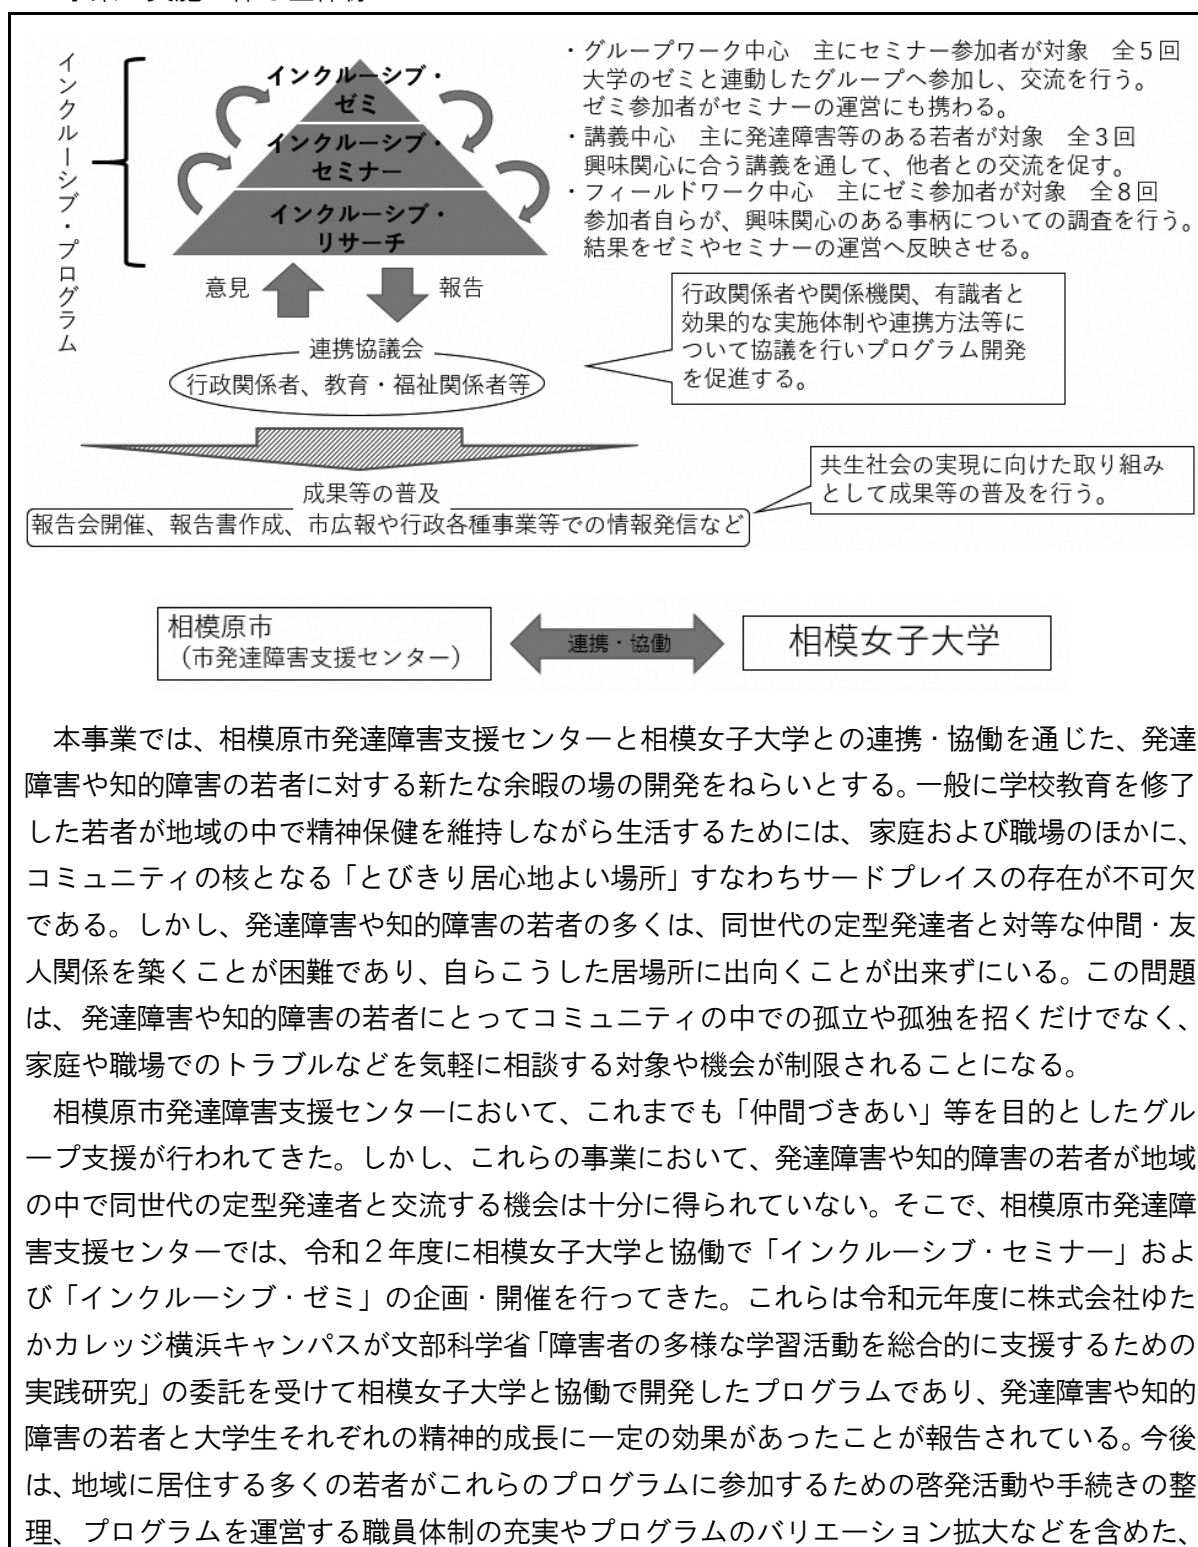 インクルーシブ・プログラム
インクルーシブ・
ゼミ
インクルーシブ・
セミナー
インクルーシブ・
リサーチ
・グループワーク中心　主にセミナー参加者が対象　全５回
大学のゼミと連動したグループへ参加し、交流を行う。
ゼミ参加者がセミナーの運営にも携わる。
・講義中心　主に発達障害等のある若者が対象　全３回
興味関心に合う講義を通して、他者との交流を促す。
・フィールドワーク中心　主にゼミ参加者が対象　全８回
参加者自らが、興味関心のある事柄についての調査を行う。
結果をゼミやセミナーの運営へ反映させる。
意見
報告
行政関係者や関係機関、有識者と
効果的な実施体制や連携方法等に
ついて協議を行いプログラム開発
を促進する。
連携協議会
行政関係者、教育・福祉関係者等
共生社会の実現に向けた取り組み
として成果等の普及を行う。
成果等の普及
報告会開催、報告書作成、市広報や行政各種事業等での情報発信など
相模原市
（市発達障害支援センター）
連携・協働
相模女子大学
本事業では、相模原市発達障害支援センターと相模女子大学との連携・協働を通じた、発達
障害や知的障害の若者に対する新たな余暇の場の開発をねらいとする。一般に学校教育を修了
した若者が地域の中で精神保健を維持しながら生活するためには、家庭および職場のほかに、
コミュニティの核となる「とびきり居心地よい場所」すなわちサードプレイスの存在が不可欠
である。しかし、発達障害や知的障害の若者の多くは、同世代の定型発達者と対等な仲間・友
人関係を築くことが困難であり、自らこうした居場所に出向くことが出来ずにいる。この問題
は、発達障害や知的障害の若者にとってコミュニティの中での孤立や孤独を招くだけでなく、
家庭や職場でのトラブルなどを気軽に相談する対象や機会が制限されることになる。
相模原市発達障害支援センターにおいて、これまでも「仲間づきあい」等を目的としたグル
ープ支援が行われてきた。しかし、これらの事業において、発達障害や知的障害の若者が地域
の中で同世代の定型発達者と交流する機会は十分に得られていない。そこで、相模原市発達障
害支援センターでは、令和２年度に相模女子大学と協働で「インクルーシブ・セミナー」およ
び「インクルーシブ・ゼミ」の企画・開催を行ってきた。これらは令和元年度に株式会社ゆた
かカレッジ横浜キャンパスが文部科学省「障害者の多様な学習活動を総合的に支援するための
実践研究」の委託を受けて相模女子大学と協働で開発したプログラムであり、発達障害や知的
障害の若者と大学生それぞれの精神的成長に一定の効果があったことが報告されている。今後
は、地域に居住する多くの若者がこれらのプログラムに参加するための啓発活動や手続きの整
理、プログラムを運営する職員体制の充実やプログラムのバリエーション拡大などを含めた、